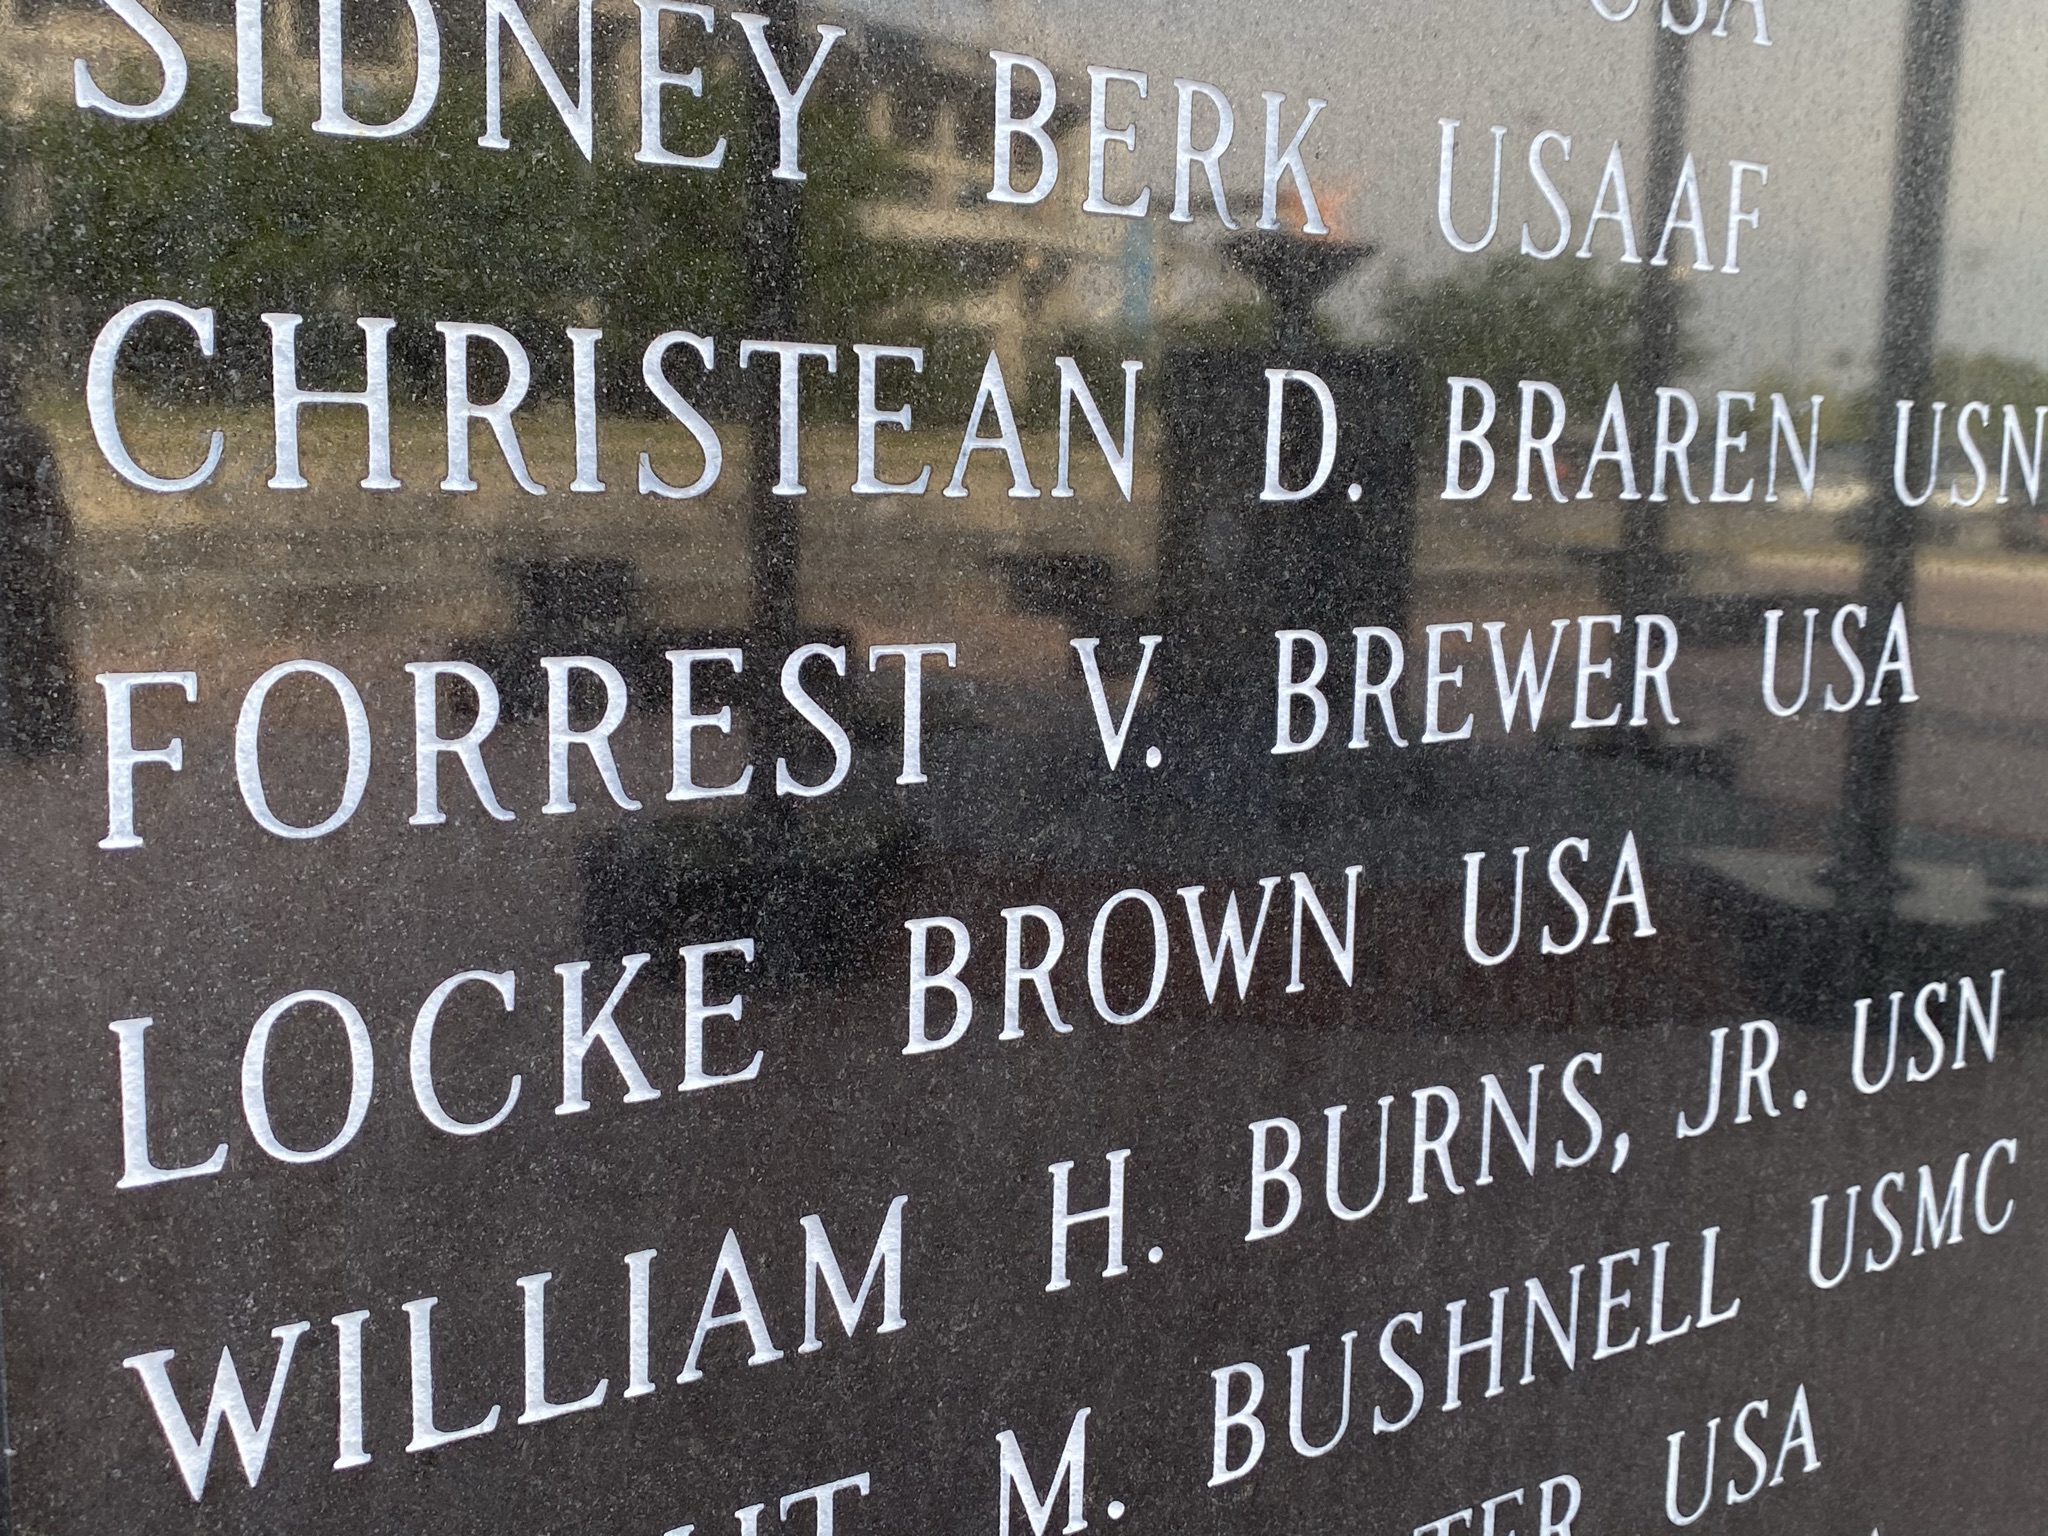 USA
SIDNEY BERK USAAF
CHRISTEAN D. BRAREN USN
FORREST V. BREWER USA
LOCKE BROWN USA
WILLIAM H. BURNS, JR. USN
M. BUSHNELL USMC
USA